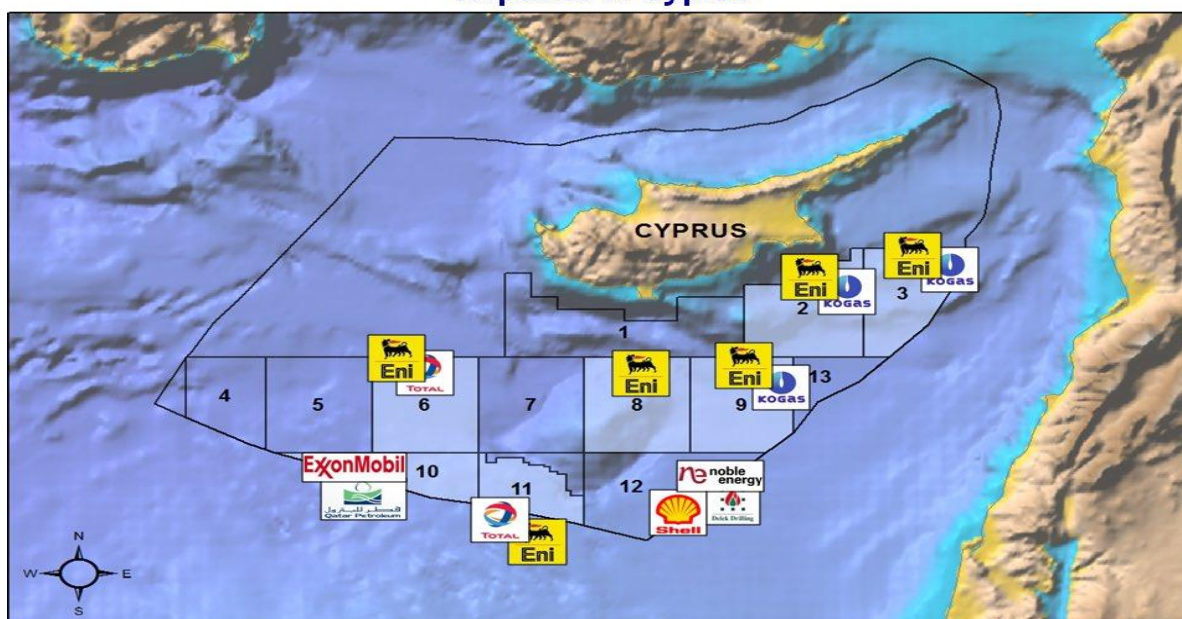 CYPRUS
Eni
KOGAS
3
Eni
KOGAS
2
1
Eni
TOTAL
6
Eni
8
Eni
KOGAS
9
13
4
5
7
ExxonMobil
10
قطر للبترول
Qatar Petroleum
11
TOTAL
Eni
12
noble
energy
Shell
Delek Drilling
N
W
E
S